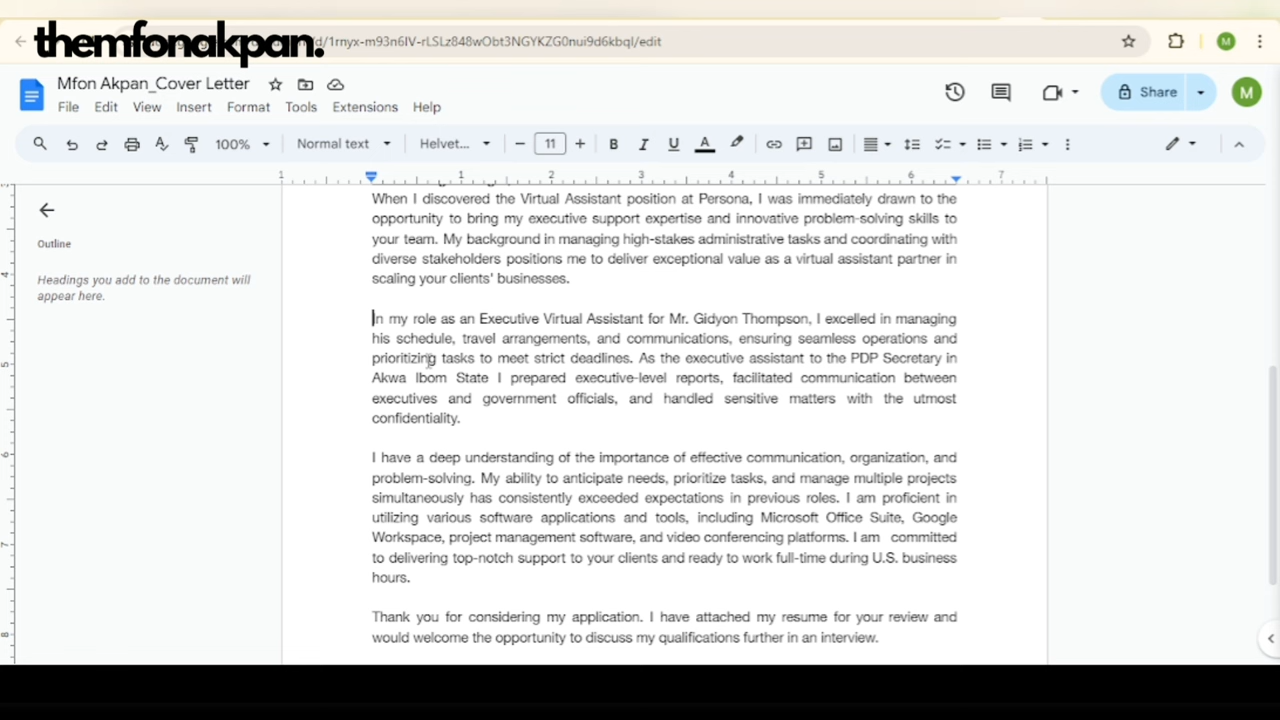 themfonakpan.
/1rnyx-m93n6IV-rLSLz848wObt3NGYKZG0nui9d6kbqI/edit
M
Mfon Akpan_Cover Letter
File Edit View Insert Format Tools Extensions Help
Share
M
100% Normal text Helvet... 11 B I U A
1 1 2 3 4 5 6 7
Outline
Headings you add to the document will
appear here.
When I discovered the Virtual Assistant position at Persona, I was immediately drawn to the
opportunity to bring my executive support expertise and innovative problem-solving skills to
your team. My background in managing high-stakes administrative tasks and coordinating with
diverse stakeholders positions me to deliver exceptional value as a virtual assistant partner in
scaling your clients' businesses.
In my role as an Executive Virtual Assistant for Mr. Gidyon Thompson, I excelled in managing
his schedule, travel arrangements, and communications, ensuring seamless operations and
prioritizing tasks to meet strict deadlines. As the executive assistant to the PDP Secretary in
Akwa Ibom State I prepared executive-level reports, facilitated communication between
executives and government officials, and handled sensitive matters with the utmost
confidentiality.
I have a deep understanding of the importance of effective communication, organization, and
problem-solving. My ability to anticipate needs, prioritize tasks, and manage multiple projects
simultaneously has consistently exceeded expectations in previous roles. I am proficient in
utilizing various software applications and tools, including Microsoft Office Suite, Google
Workspace, project management software, and video conferencing platforms. I am committed
to delivering top-notch support to your clients and ready to work full-time during U.S. business
hours.
Thank you for considering my application. I have attached my resume for your review and
would welcome the opportunity to discuss my qualifications further in an interview.